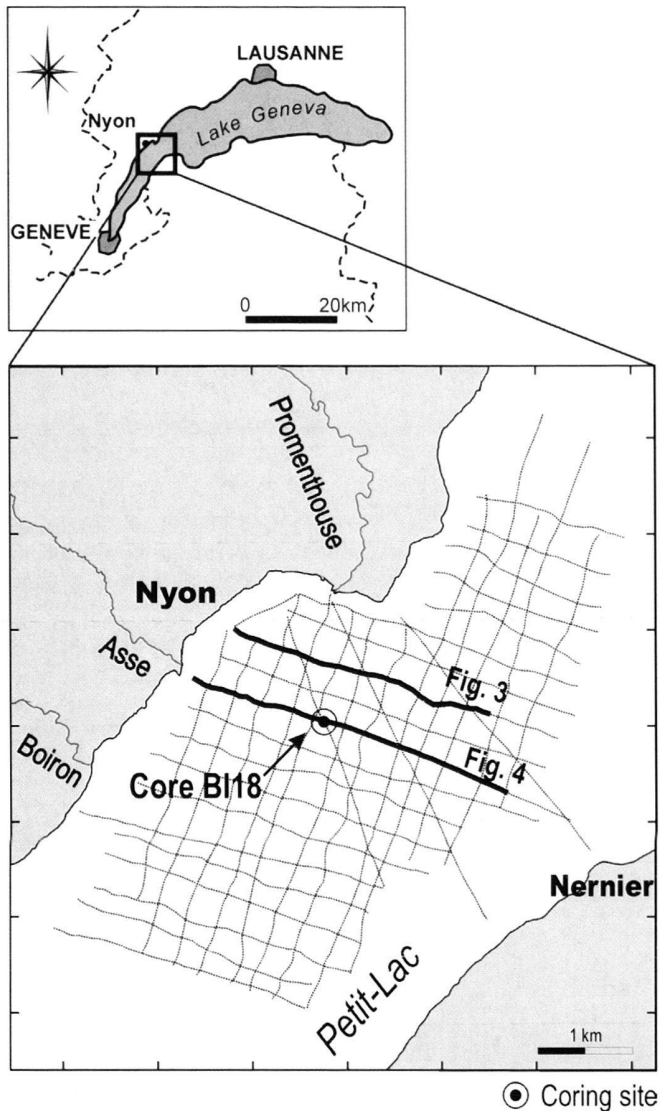 LAUSANNE
Nyon
Lake Geneva
GENEVE
0 20km
Promenthouse
Nyon
Asse
Fig. 3
Boiron
Fig. 4
Core Bl18
Nernier
Petit-Lac
1 km
Coring site